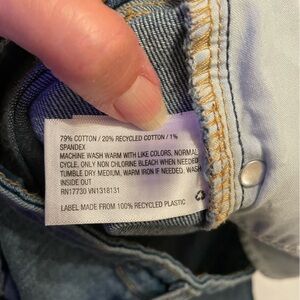 79% COTTON / 20% RECYCLED COTTON / 1%
SPANDEX
MACHINE WASH WARM WITH LIKE COLORS, NORMAL
CYCLE, ONLY NON CHLORINE BLEACH WHEN NEEDED
TUMBLE DRY MEDIUM, WARM IRON IF NEEDED, WASH
INSIDE OUT
RN17730 VN1318131
LABEL MADE FROM 100% RECYCLED PLASTIC